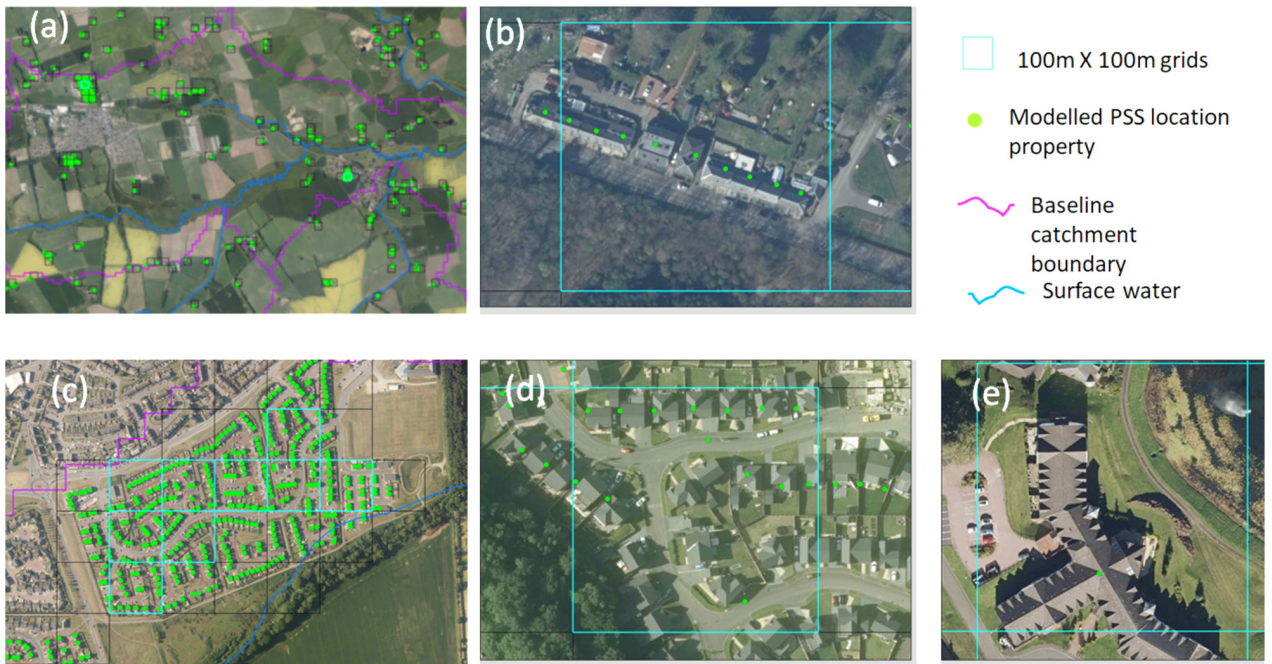 (a)
(b)
100m X 100m grids
Modelled PSS location
property
Baseline
catchment
boundary
Surface water
(c)
(d)
(e)